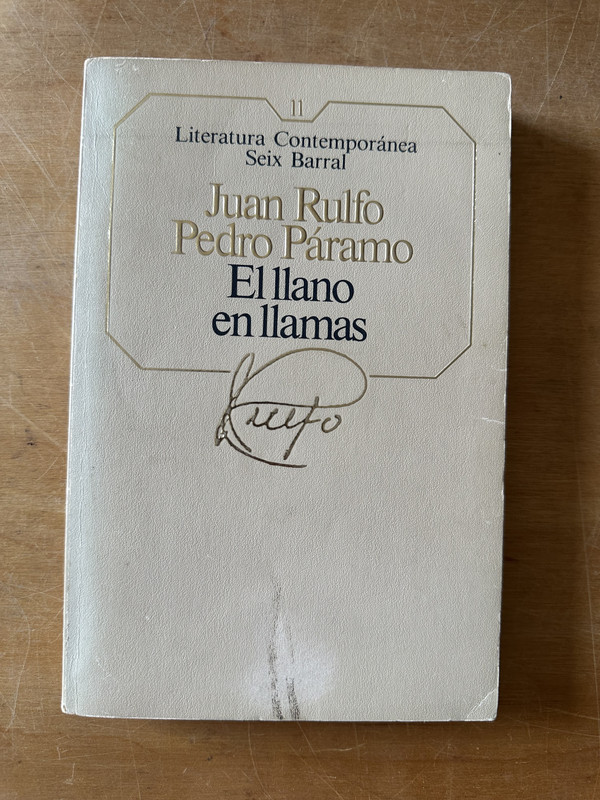 11
Literatura Contemporánea
Seix Barral
Juan Rulfo
Pedro Páramo
El llano
en llamas
Rulfo